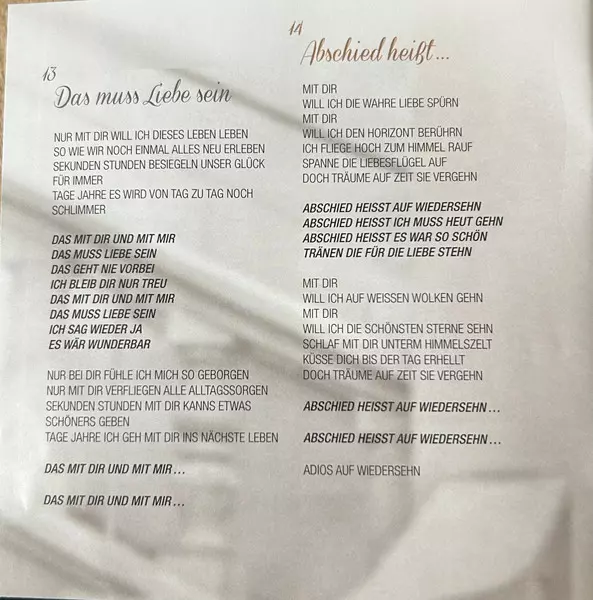 13
Das muss Liebe sein
NUR MIT DIR WILL ICH DIESES LEBEN LEBEN
SO WIE WIR NOCH EINMAL ALLES NEU ERLEBEN
SEKUNDEN STUNDEN BESIEGELN UNSER GLÜCK
FÜR IMMER
TAGE JAHRE ES WIRD VON TAG ZU TAG NOCH
SCHLIMMER
DAS MIT DIR UND MIT MIR
DAS MUSS LIEBE SEIN
DAS GEHT NIE VORBEI
ICH BLEIB DIR NUR TREU
DAS MIT DIR UND MIT MIR
DAS MUSS LIEBE SEIN
ICH SAG WIEDER JA
ES WÄR WUNDERBAR
NUR BEI DIR FÜHLE ICH MICH SO GEBORGEN
NUR MIT DIR VERFLIEGEN ALLE ALLTAGSSORGEN
SEKUNDEN STUNDEN MIT DIR KANNS ETWAS
SCHÖNERS GEBEN
TAGE JAHRE ICH GEH MIT DIR INS NÄCHSTE LEBEN
DAS MIT DIR UND MIT MIR...
DAS MIT DIR UND MIT MIR...
14
Abschied heißt...
MIT DIR
WILL ICH DIE WAHRE LIEBE SPÜRN
MIT DIR
WILL ICH DEN HORIZONT BERÜHRN
ICH FLIEGE HOCH ZUM HIMMEL RAUF
SPANNE DIE LIEBESFLÜGEL AUF
DOCH TRÄUME AUF ZEIT SIE VERGEHN
ABSCHIED HEISST AUF WIEDERSEHN
ABSCHIED HEISST ICH MUSS HEUT GEHN
ABSCHIED HEISST ES WAR SO SCHÖN
TRÄNEN DIE FÜR DIE LIEBE STEHN
MIT DIR
WILL ICH AUF WEISSEN WOLKEN GEHN
MIT DIR
WILL ICH DIE SCHÖNSTEN STERNE SEHN
SCHLAF MIT DIR UNTERM HIMMELSZELT
KÜSSE DICH BIS DER TAG ERHELLT
DOCH TRÄUME AUF ZEIT SIE VERGEHN
ABSCHIED HEISST AUF WIEDERSEHN...
ABSCHIED HEISST AUF WIEDERSEHN...
ADIOS AUF WIEDERSEHN